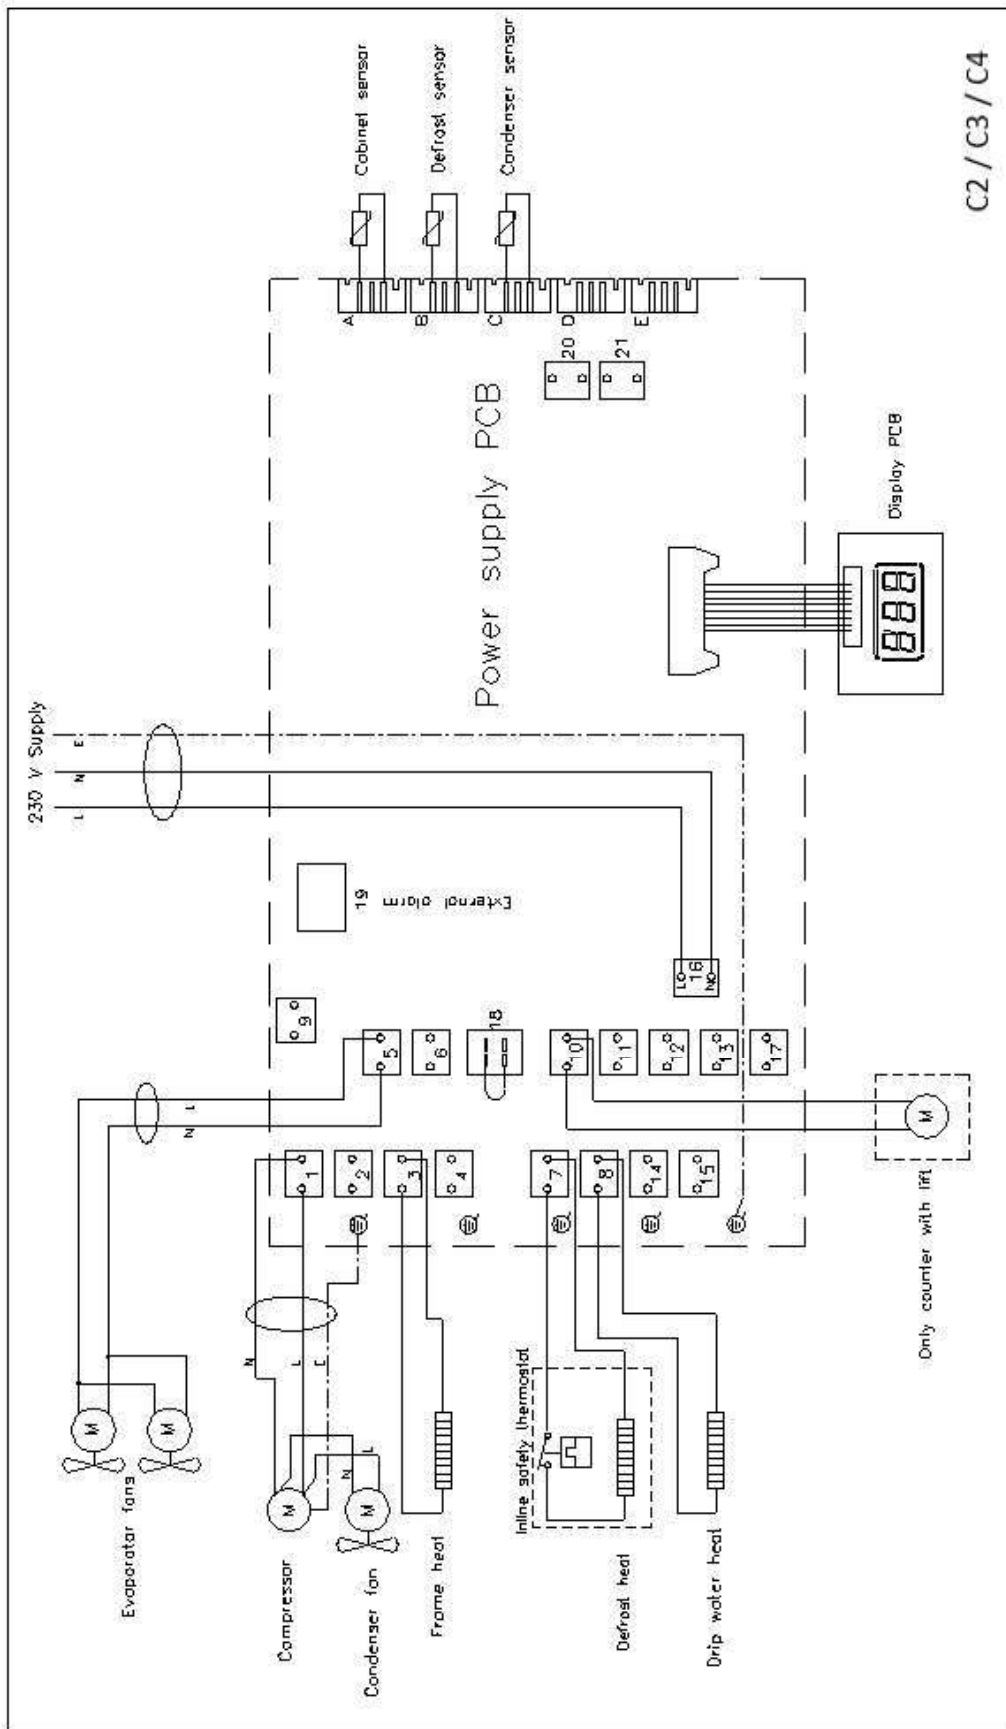 C2 / C3 / C4
Cabinet sensor
Defrost sensor
Condenser sensor
A
B
C
D
E
20
21
Power supply PCB
Display PCB
888
230 V Supply
L
N
E
19
External alarm
9
5
6
18
10
11
12
13
17
L
16
N
L
N
1
2
3
4
7
8
14
15
M
Only counter with lift
N
L
E
M
M
Evaporator fans
M
Compressor
N
L
M
Condenser fan
Frame heat
Inline safety thermostat
Defrost heat
Drip water heat